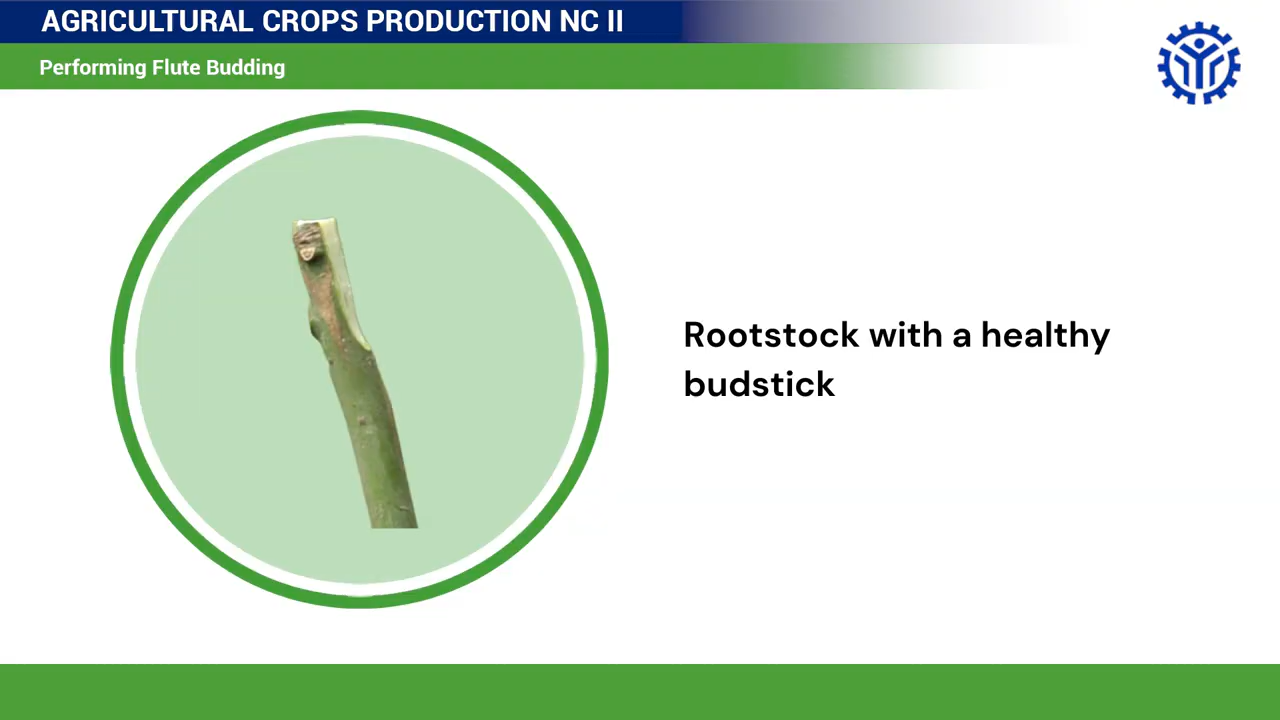 AGRICULTURAL CROPS PRODUCTION NC II
Performing Flute Budding
Rootstock with a healthy
budstick